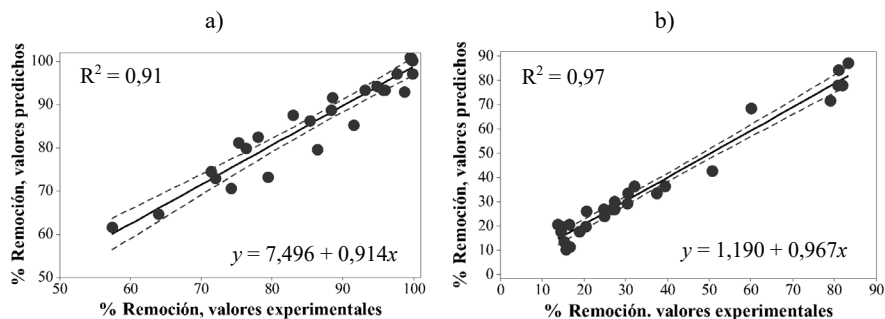 a)
% Remoción, valores predichos
100
90
80
70
60
50
R² = 0,91
y = 7,496 + 0,914x
50 60 70 80 90 100
% Remoción, valores experimentales
b)
% Remoción, valores predichos
90
80
70
60
50
40
30
20
10
0
R² = 0,97
y = 1,190 + 0,967x
0 10 20 30 40 50 60 70 80 90
% Remoción. valores experimentales